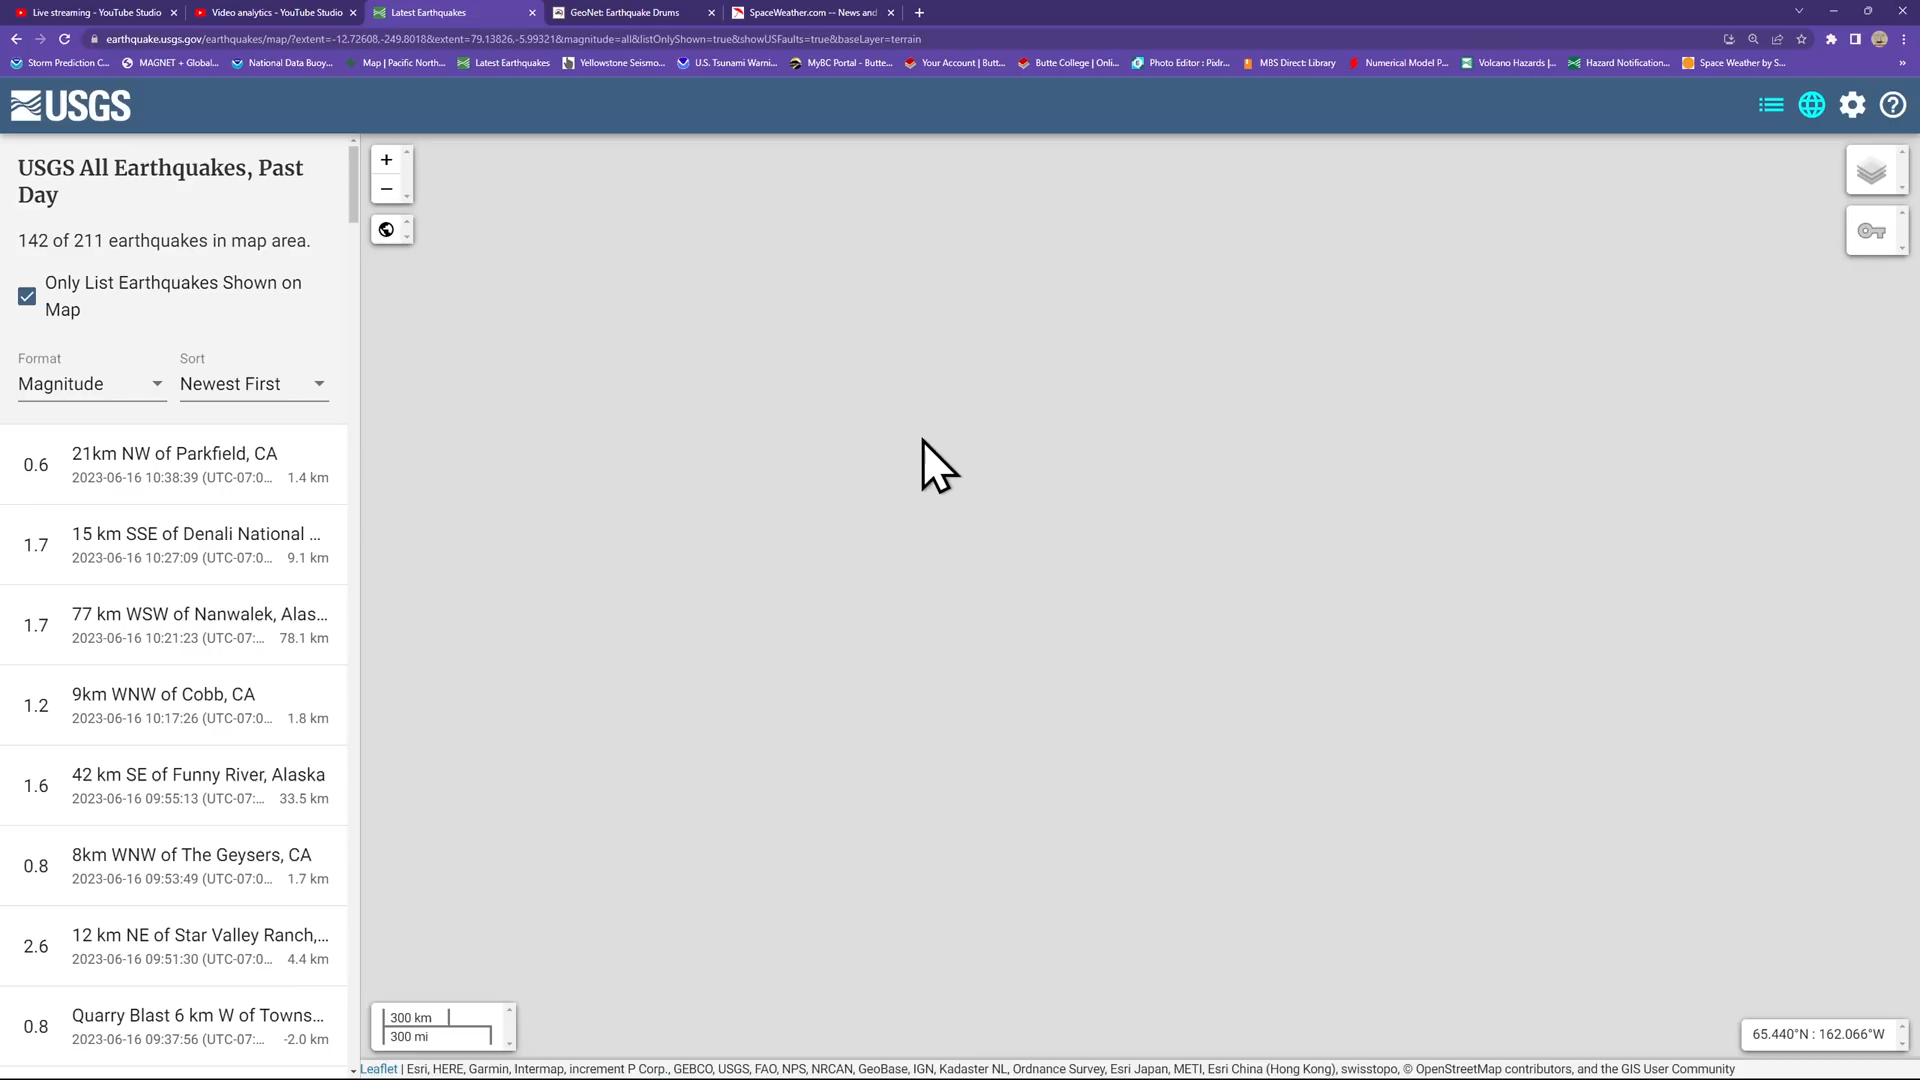 Live streaming - YouTube Studio
Video analytics - YouTube Studio
Latest Earthquakes
GeoNet: Earthquake Drums
SpaceWeather.com -- News and
earthquake.usgs.gov/earthquakes/map/?extent=-12.72608,-249.8018&extent=79.13826,-5.99321&magnitude=all&listOnlyShown=true&showUSFaults=true&baseLayer=terrain
Storm Prediction C...
MAGNET + Global...
National Data Buoy...
Map | Pacific North...
Latest Earthquakes
Yellowstone Seismo...
U.S. Tsunami Warni...
MyBC Portal - Butte...
Your Account | Butt...
Butte College | Onli...
Photo Editor : Pixlr...
MBS Direct: Library
Numerical Model P...
Volcano Hazards |...
Hazard Notification...
Space Weather by S...
»
USGS
USGS All Earthquakes, Past
Day
142 of 211 earthquakes in map area.
Only List Earthquakes Shown on
Map
Format
Sort
Magnitude
Newest First
0.6
21km NW of Parkfield, CA
2023-06-16 10:38:39 (UTC-07:0... 1.4 km
1.7
15 km SSE of Denali National ...
2023-06-16 10:27:09 (UTC-07:0... 9.1 km
1.7
77 km WSW of Nanwalek, Alas...
2023-06-16 10:21:23 (UTC-07:... 78.1 km
1.2
9km WNW of Cobb, CA
2023-06-16 10:17:26 (UTC-07:0... 1.8 km
1.6
42 km SE of Funny River, Alaska
2023-06-16 09:55:13 (UTC-07:... 33.5 km
0.8
8km WNW of The Geysers, CA
2023-06-16 09:53:49 (UTC-07:0... 1.7 km
2.6
12 km NE of Star Valley Ranch,...
2023-06-16 09:51:30 (UTC-07:0... 4.4 km
0.8
Quarry Blast 6 km W of Towns...
2023-06-16 09:37:56 (UTC-07:... -2.0 km
+
−
300 km
300 mi
65.440°N : 162.066°W
Leaflet | Esri, HERE, Garmin, Intermap, increment P Corp., GEBCO, USGS, FAO, NPS, NRCAN, GeoBase, IGN, Kadaster NL, Ordnance Survey, Esri Japan, METI, Esri China (Hong Kong), swisstopo, © OpenStreetMap contributors, and the GIS User Community